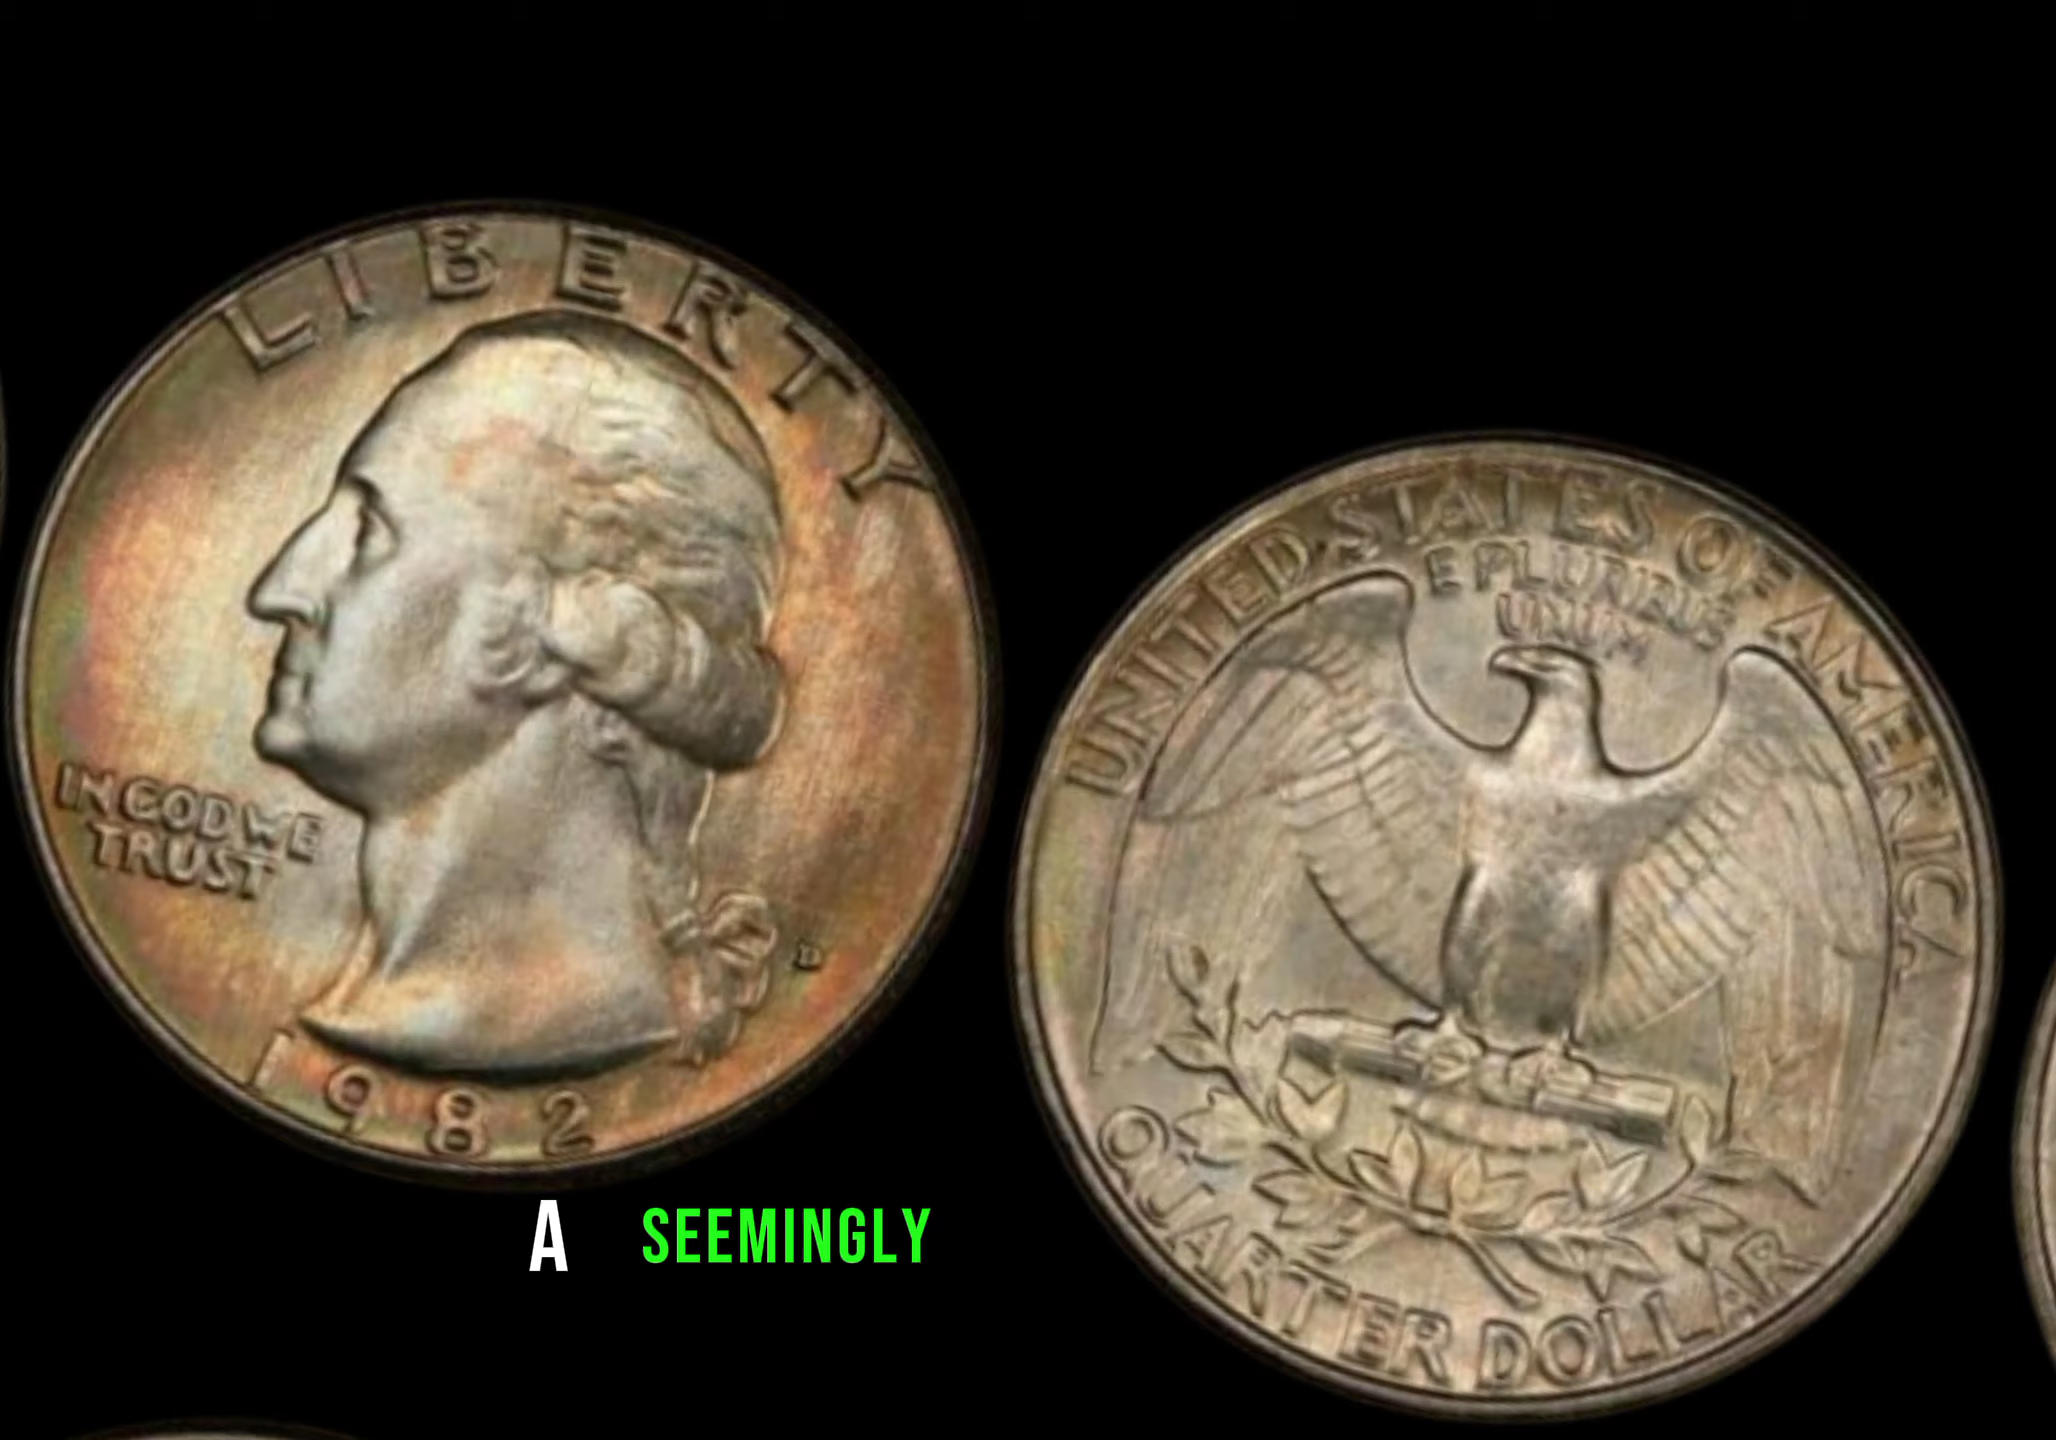 LIBERTY
IN GOD WE
TRUST
D
1982
UNITED STATES OF AMERICA
E PLURIBUS
UNUM
QUARTER DOLLAR
A SEEMINGLY